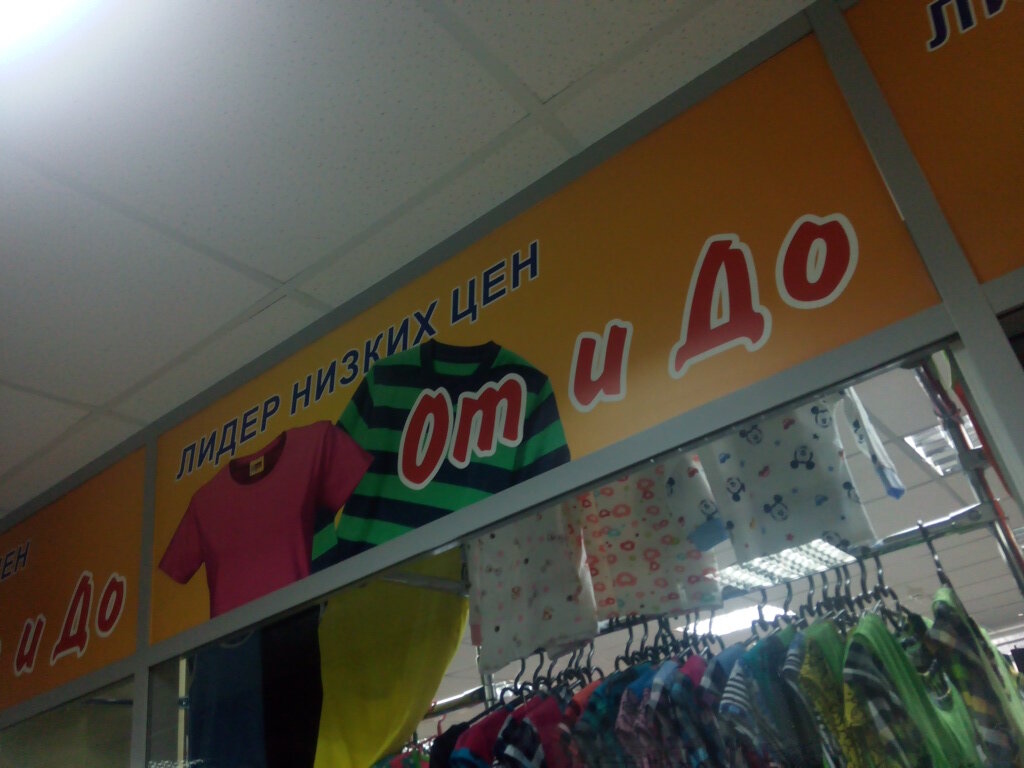 ЛИДЕР НИЗКИХ ЦЕН
От и До
и До